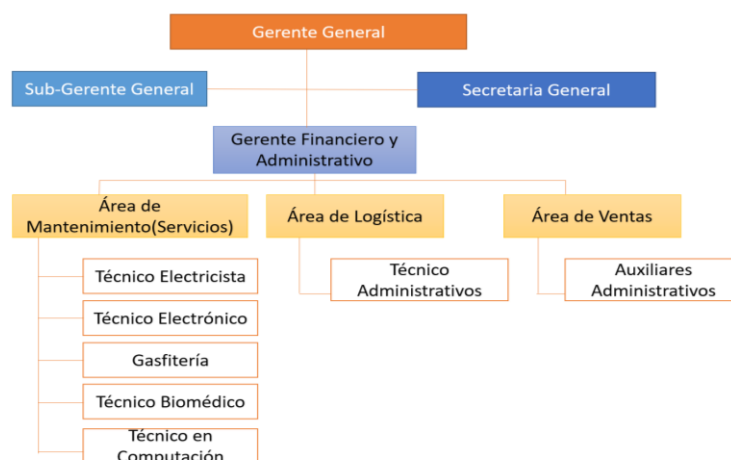 Gerente General
Sub-Gerente General
Secretaria General
Gerente Financiero y
Administrativo
Área de
Mantenimiento(Servicios)
Área de Logística
Área de Ventas
Técnico Electricista
Técnico Electrónico
Gasfitería
Técnico Biomédico
Técnico en
Computación
Técnico
Administrativos
Auxiliares
Administrativos